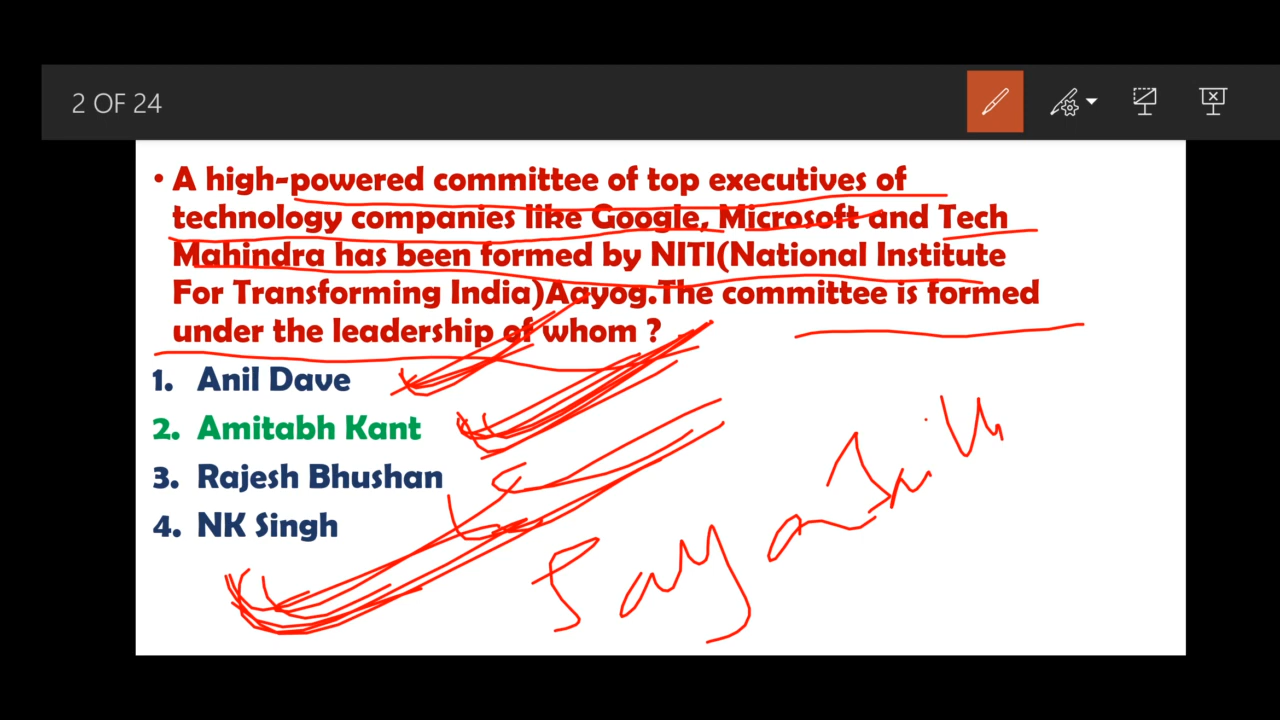 2 OF 24
• A high-powered committee of top executives of
technology companies like Google, Microsoft and Tech
Mahindra has been formed by NITI(National Institute
For Transforming India)Aayog.The committee is formed
under the leadership of whom ?
1. Anil Dave
2. Amitabh Kant
3. Rajesh Bhushan
4. NK Singh